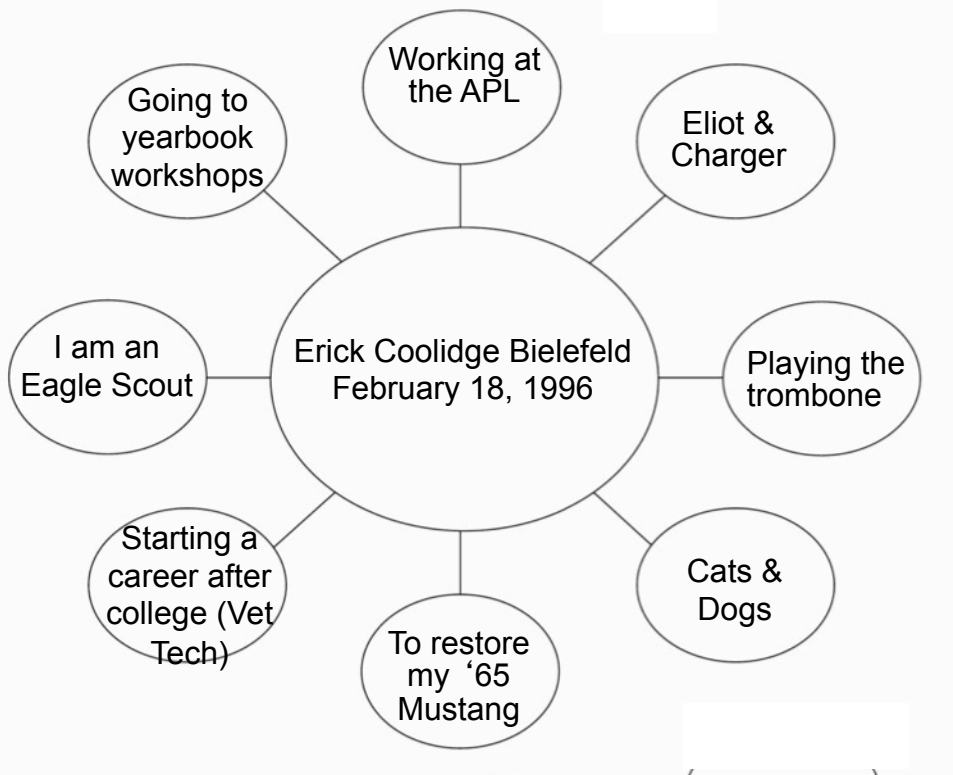 Working at
the APL
Going to
yearbook
workshops
Eliot &
Charger
I am an
Eagle Scout
Erick Coolidge Bielefeld
February 18, 1996
Playing the
trombone
Starting a
career after
college (Vet
Tech)
To restore
my ‘65
Mustang
Cats &
Dogs